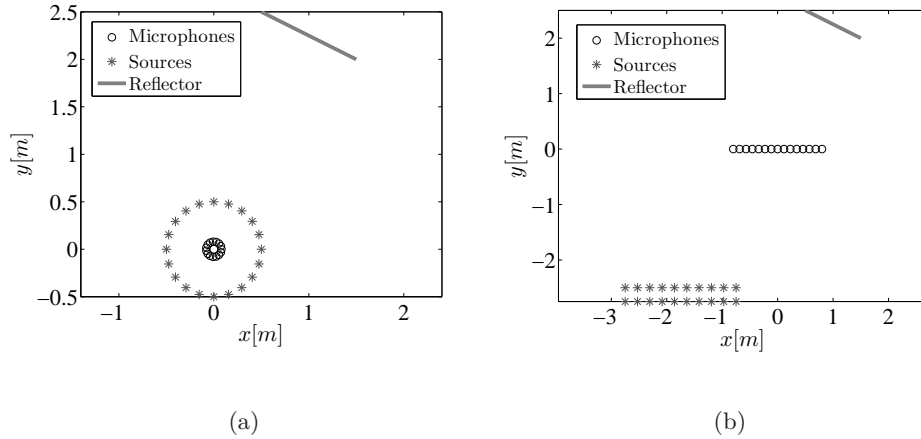 2.5
2
1.5
1
0.5
0
−0.5
−1
0
1
2
y[m]
x[m]
Microphones
Sources
Reflector
(a)
2
1
0
−1
−2
−3
−2
−1
0
1
2
y[m]
x[m]
Microphones
Sources
Reflector
(b)